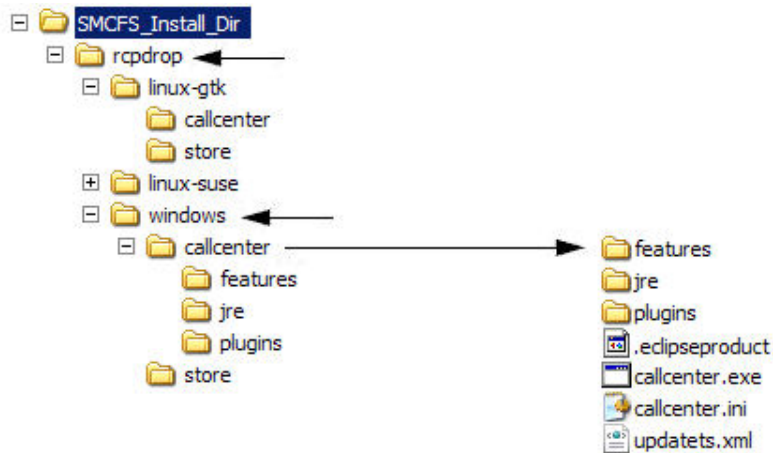 SMCFS_Install_Dir
rcpdrop
linux-gtk
callcenter
store
linux-suse
windows
callcenter
features
jre
plugins
store
features
jre
plugins
.eclipseproduct
callcenter.exe
callcenter.ini
updatets.xml